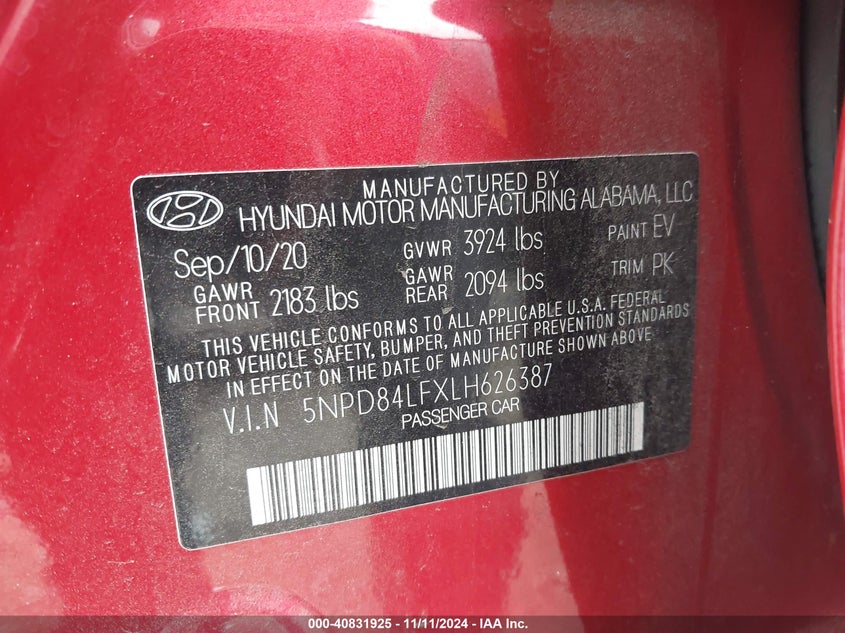 MANUFACTURED BY
HYUNDAI MOTOR MANUFACTURING ALABAMA, LLC
Sep/10/20 GVWR 3924 lbs PAINT EV
GAWR FRONT 2183 lbs GAWR REAR 2094 lbs TRIM PK
THIS VEHICLE CONFORMS TO ALL APPLICABLE U.S.A. FEDERAL
MOTOR VEHICLE SAFETY, BUMPER, AND THEFT PREVENTION STANDARDS
IN EFFECT ON THE DATE OF MANUFACTURE SHOWN ABOVE
V.I.N 5NPD84LFXLH626387
PASSENGER CAR
000-40831925 - 11/11/2024 - IAA Inc.